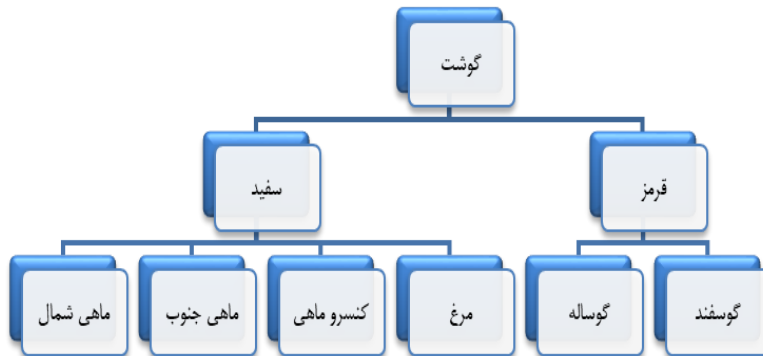 گوشت
قرمز
سفید
گوسفند
گوساله
مرغ
کنسرو ماهی
ماهی جنوب
ماهی شمال